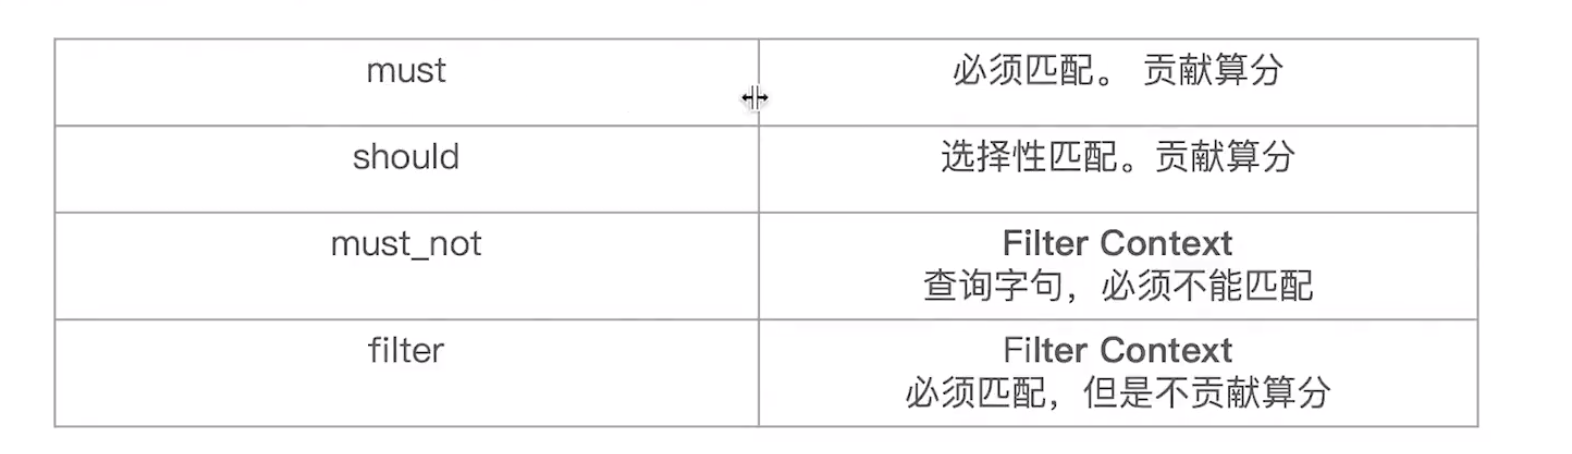 must
必须匹配。 贡献算分
should
选择性匹配。贡献算分
must_not
Filter Context
查询字句，必须不能匹配
filter
Filter Context
必须匹配，但是不贡献算分